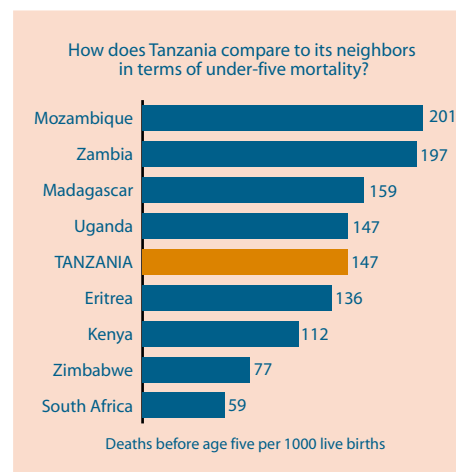 How does Tanzania compare to its neighbors
in terms of under-five mortality?
Mozambique 201
Zambia 197
Madagascar 159
Uganda 147
TANZANIA 147
Eritrea 136
Kenya 112
Zimbabwe 77
South Africa 59
Deaths before age five per 1000 live births